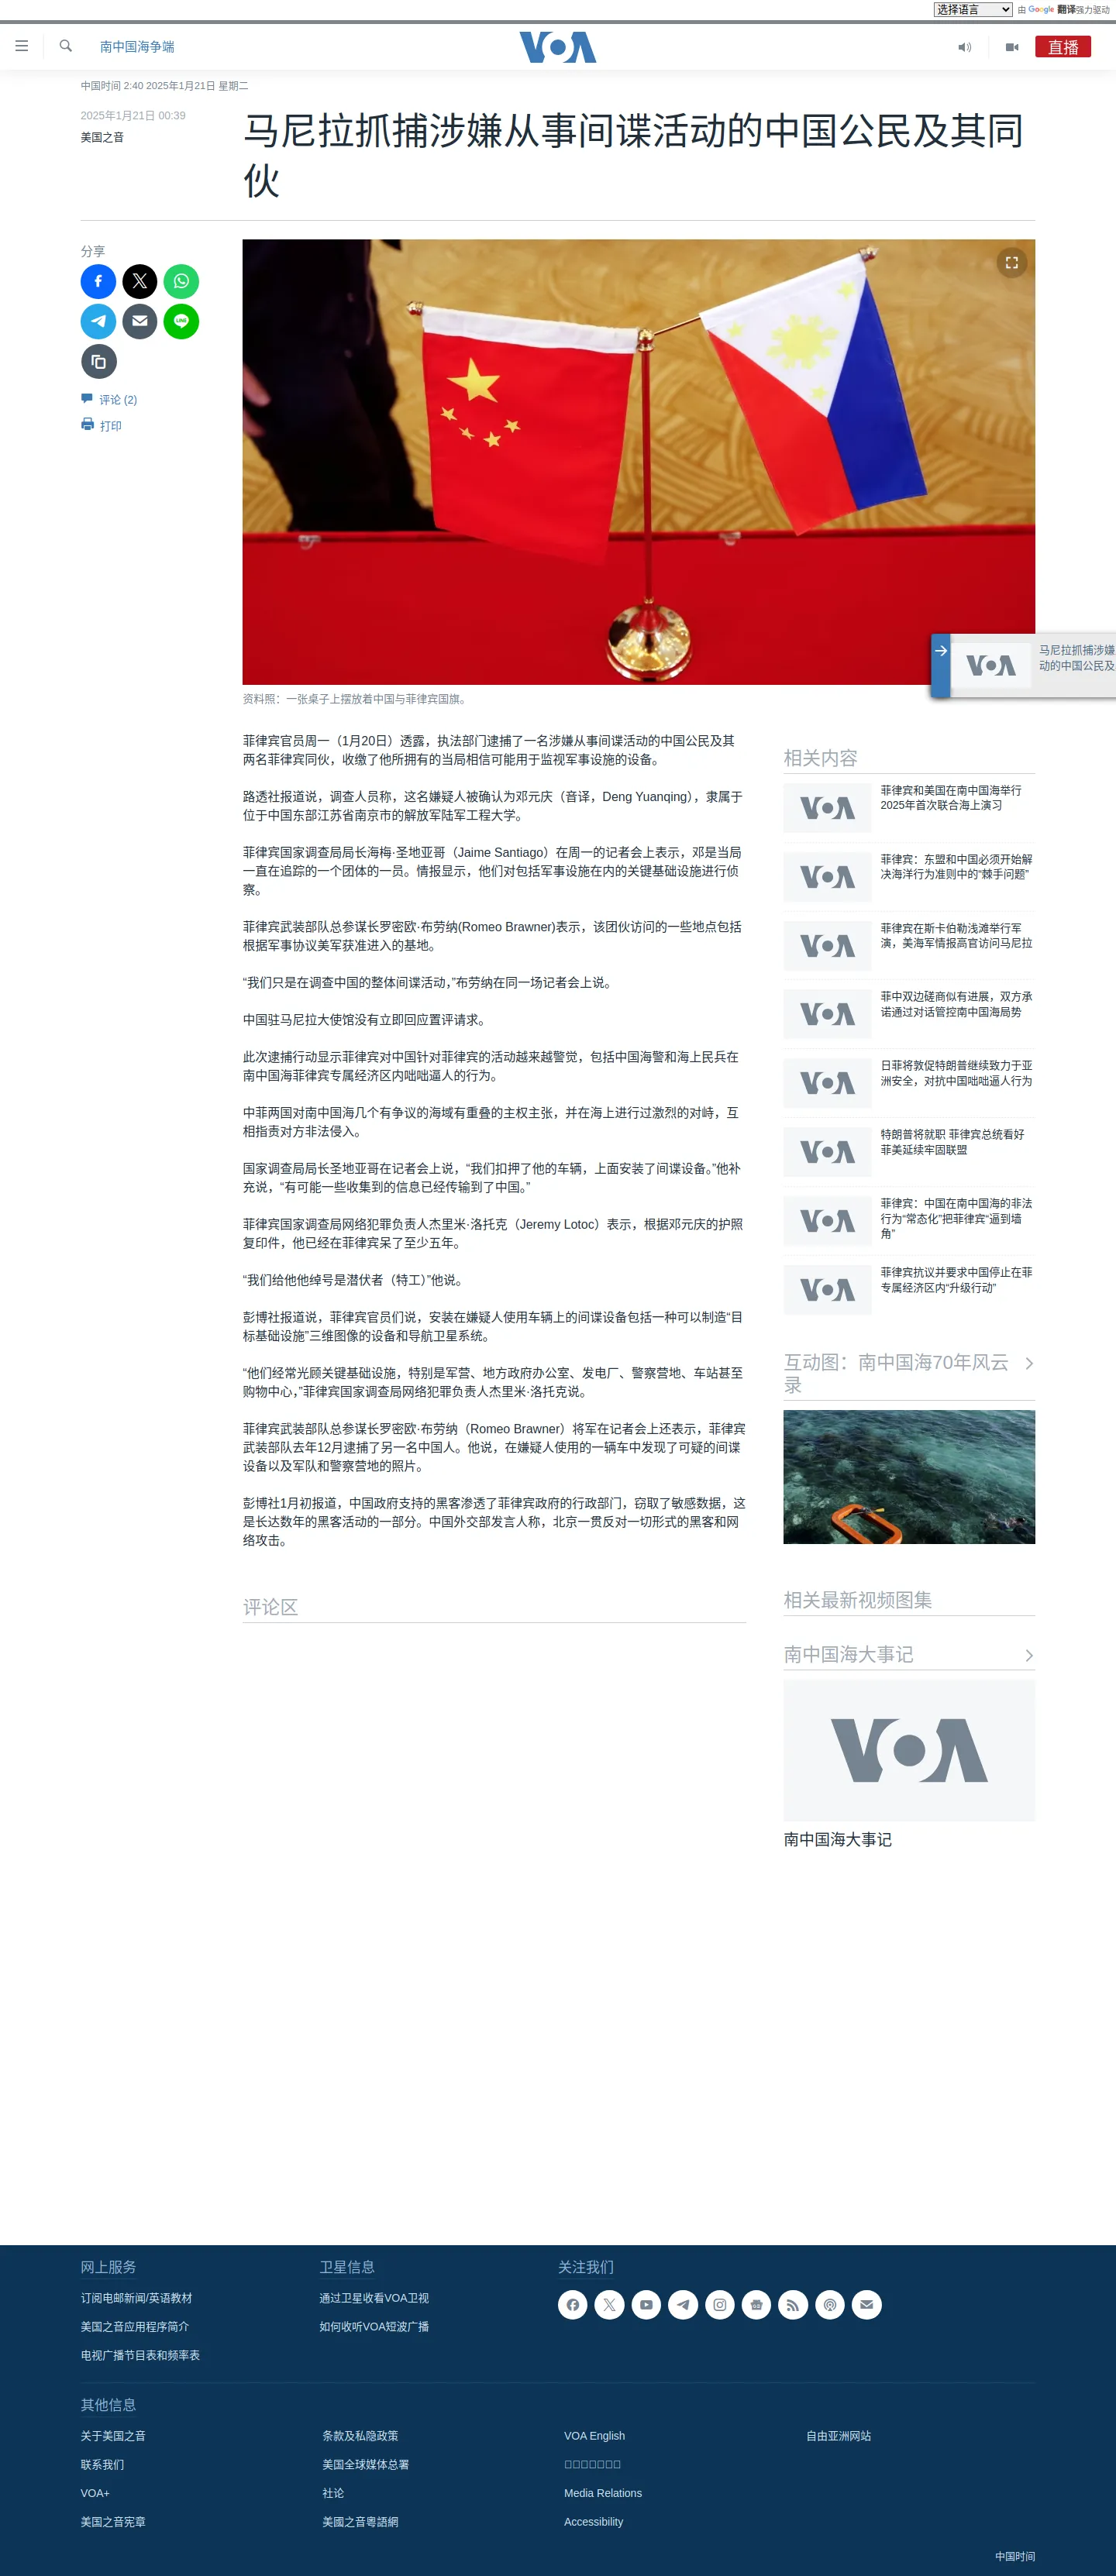 选择语言
由 Google 翻译强力驱动
南中国海争端
VOA
直播
中国时间 2:40 2025年1月21日 星期二
2025年1月21日 00:39
美国之音
马尼拉抓捕涉嫌从事间谍活动的中国公民及其同
伙
分享
LINE
评论 (2)
打印
资料照：一张桌子上摆放着中国与菲律宾国旗。
VOA
马尼拉抓捕涉嫌
动的中国公民及
菲律宾官员周一（1月20日）透露，执法部门逮捕了一名涉嫌从事间谍活动的中国公民及其
两名菲律宾同伙，收缴了他所拥有的当局相信可能用于监视军事设施的设备。
路透社报道说，调查人员称，这名嫌疑人被确认为邓元庆（音译，Deng Yuanqing），隶属于
位于中国东部江苏省南京市的解放军陆军工程大学。
菲律宾国家调查局局长海梅·圣地亚哥（Jaime Santiago）在周一的记者会上表示，邓是当局
一直在追踪的一个团体的一员。情报显示，他们对包括军事设施在内的关键基础设施进行侦
察。
菲律宾武装部队总参谋长罗密欧·布劳纳(Romeo Brawner)表示，该团伙访问的一些地点包括
根据军事协议美军获准进入的基地。
“我们只是在调查中国的整体间谍活动，”布劳纳在同一场记者会上说。
中国驻马尼拉大使馆没有立即回应置评请求。
此次逮捕行动显示菲律宾对中国针对菲律宾的活动越来越警觉，包括中国海警和海上民兵在
南中国海菲律宾专属经济区内咄咄逼人的行为。
中菲两国对南中国海几个有争议的海域有重叠的主权主张，并在海上进行过激烈的对峙，互
相指责对方非法侵入。
国家调查局局长圣地亚哥在记者会上说，“我们扣押了他的车辆，上面安装了间谍设备。”他补
充说，“有可能一些收集到的信息已经传输到了中国。”
菲律宾国家调查局网络犯罪负责人杰里米·洛托克（Jeremy Lotoc）表示，根据邓元庆的护照
复印件，他已经在菲律宾呆了至少五年。
“我们给他他绰号是潜伏者（特工）”他说。
彭博社报道说，菲律宾官员们说，安装在嫌疑人使用车辆上的间谍设备包括一种可以制造“目
标基础设施”三维图像的设备和导航卫星系统。
“他们经常光顾关键基础设施，特别是军营、地方政府办公室、发电厂、警察营地、车站甚至
购物中心，”菲律宾国家调查局网络犯罪负责人杰里米·洛托克说。
菲律宾武装部队总参谋长罗密欧·布劳纳（Romeo Brawner）将军在记者会上还表示，菲律宾
武装部队去年12月逮捕了另一名中国人。他说，在嫌疑人使用的一辆车中发现了可疑的间谍
设备以及军队和警察营地的照片。
彭博社1月初报道，中国政府支持的黑客渗透了菲律宾政府的行政部门，窃取了敏感数据，这
是长达数年的黑客活动的一部分。中国外交部发言人称，北京一贯反对一切形式的黑客和网
络攻击。
评论区
相关内容
VOA
菲律宾和美国在南中国海举行
2025年首次联合海上演习
VOA
菲律宾：东盟和中国必须开始解
决海洋行为准则中的“棘手问题”
VOA
菲律宾在斯卡伯勒浅滩举行军
演，美海军情报高官访问马尼拉
VOA
菲中双边磋商似有进展，双方承
诺通过对话管控南中国海局势
VOA
日菲将敦促特朗普继续致力于亚
洲安全，对抗中国咄咄逼人行为
VOA
特朗普将就职 菲律宾总统看好
菲美延续牢固联盟
VOA
菲律宾：中国在南中国海的非法
行为“常态化”把菲律宾“逼到墙
角”
VOA
菲律宾抗议并要求中国停止在菲
专属经济区内“升级行动”
互动图：南中国海70年风云
录
相关最新视频图集
南中国海大事记
VOA
南中国海大事记
网上服务
订阅电邮新闻/英语教材
美国之音应用程序简介
电视广播节目表和频率表
卫星信息
通过卫星收看VOA卫视
如何收听VOA短波广播
关注我们
其他信息
关于美国之音
联系我们
VOA+
美国之音宪章
条款及私隐政策
美国全球媒体总署
社论
美國之音粵語網
VOA English
Media Relations
Accessibility
自由亚洲网站
中国时间